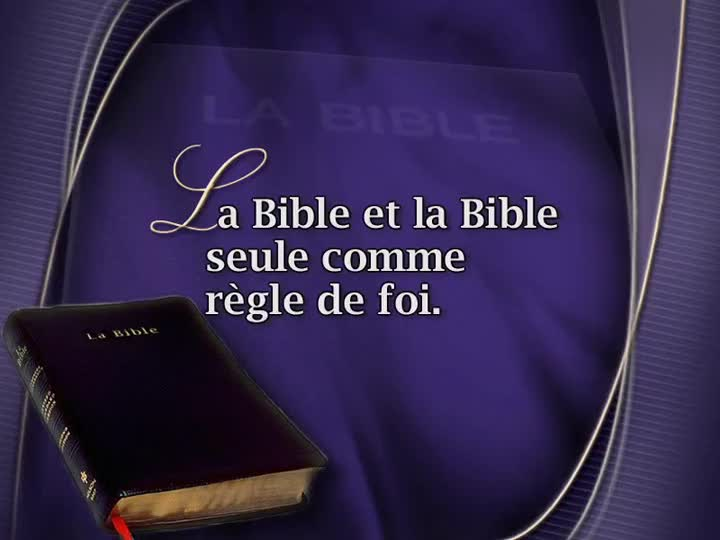 LA BIBLE
La Bible et la Bible
seule comme
règle de foi.
La Bible